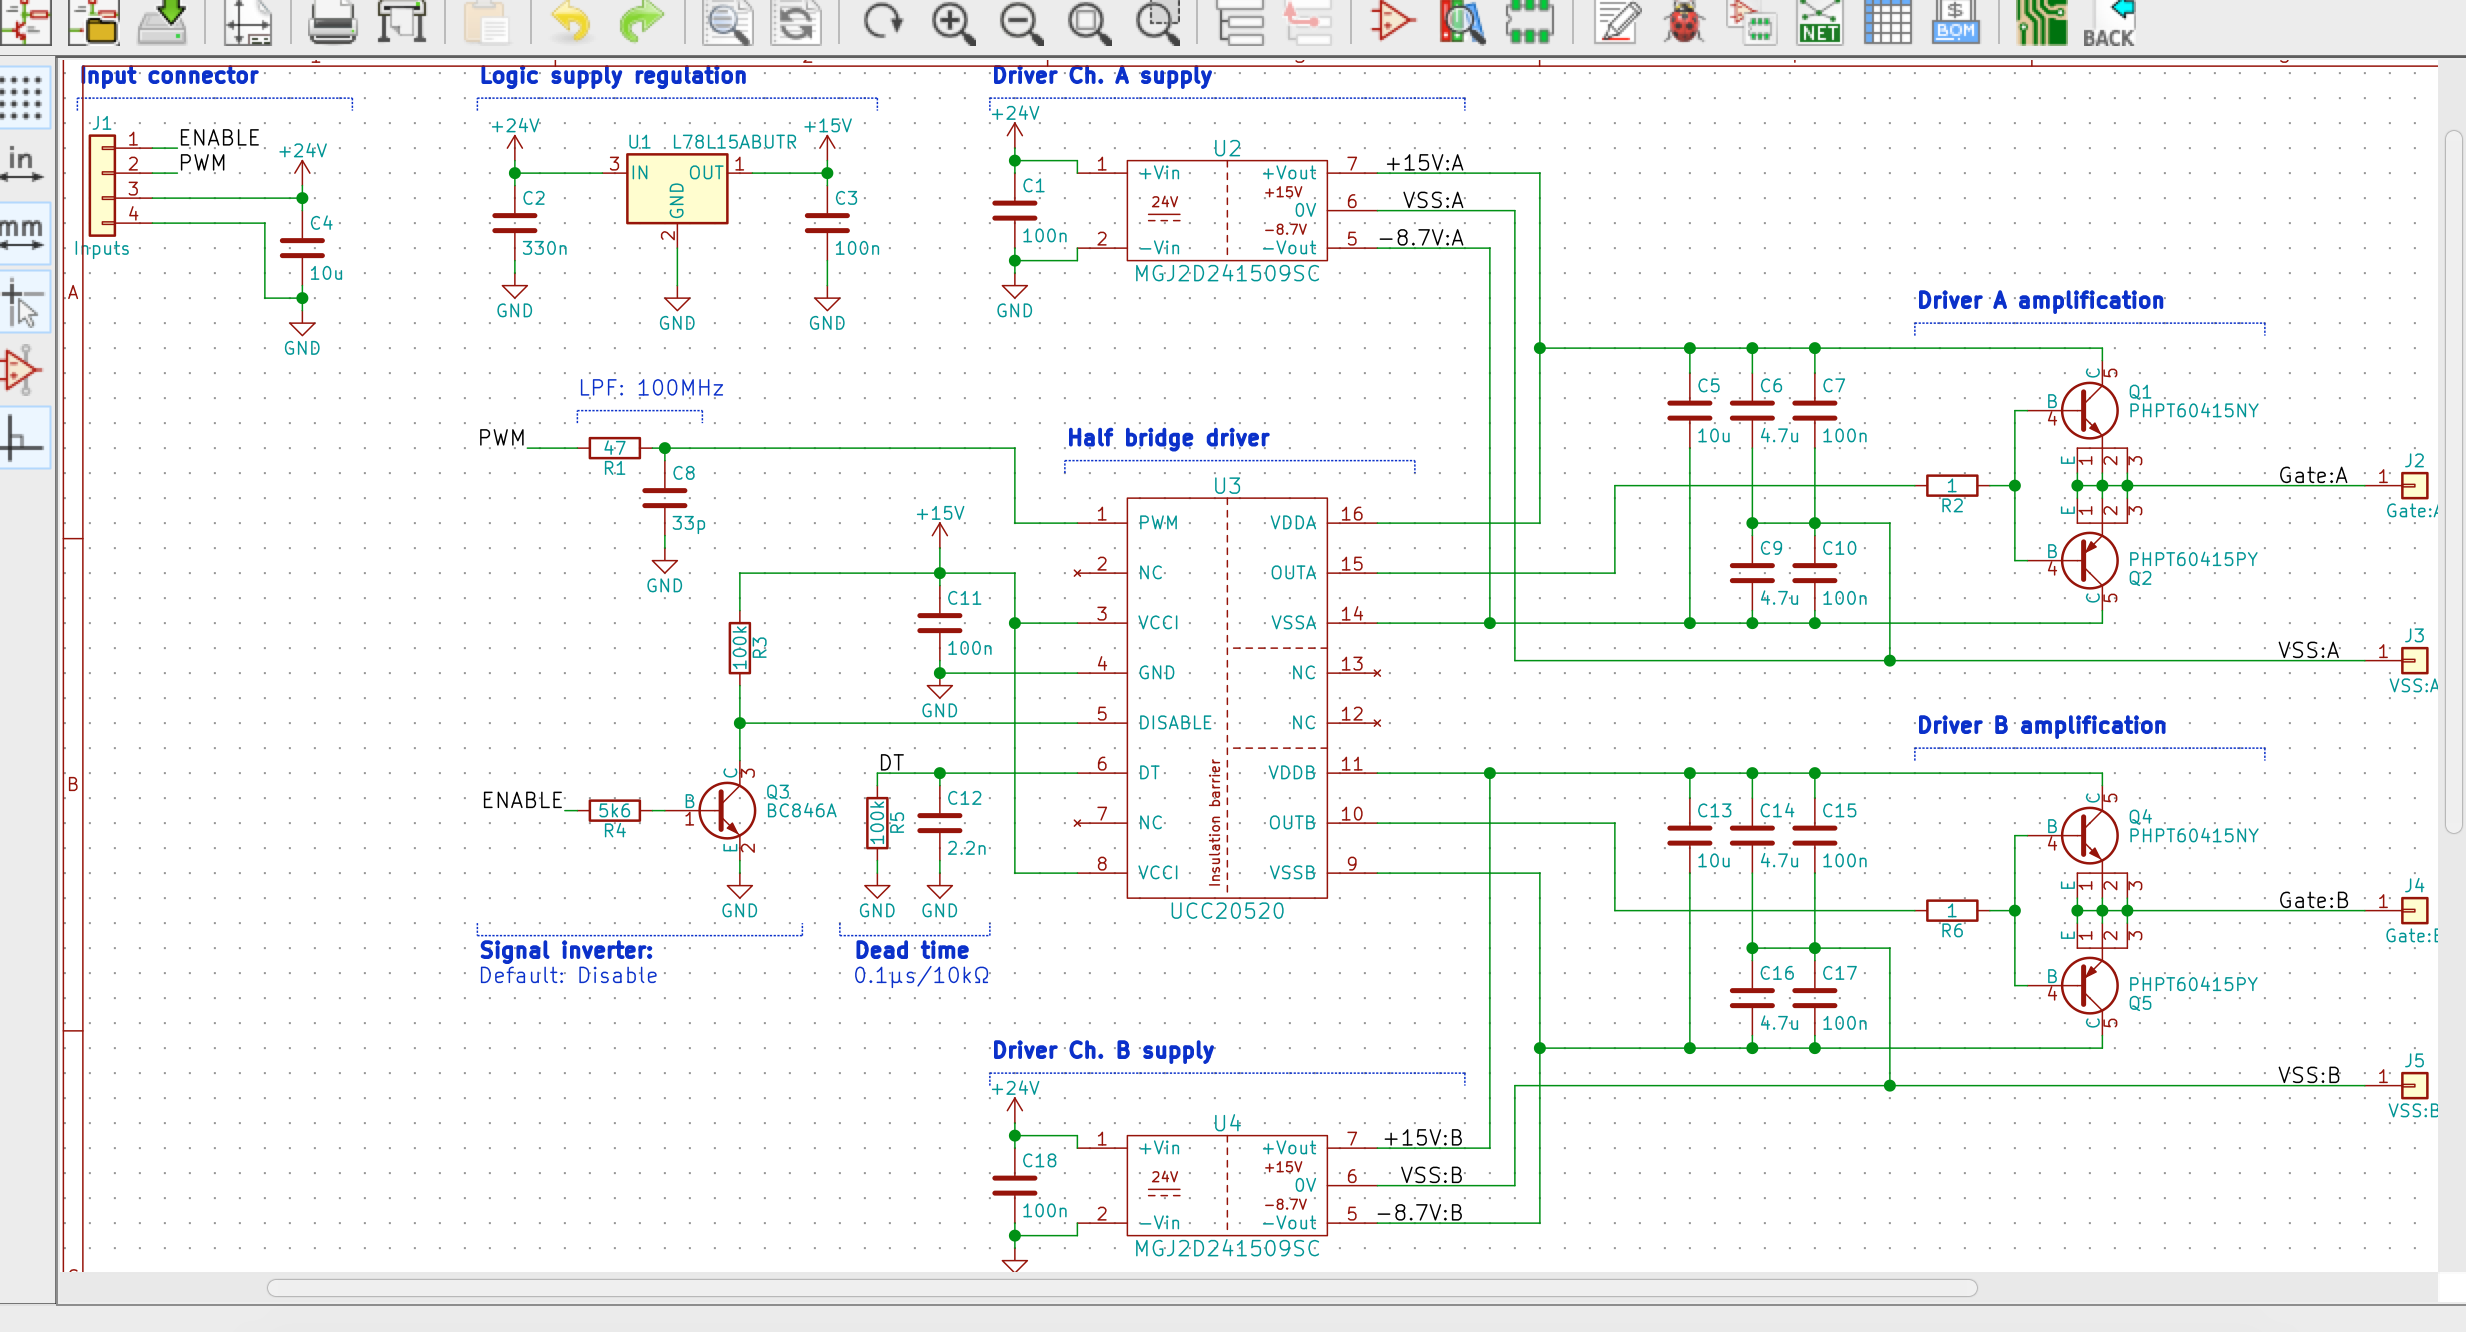 NET
$
BOM
BACK
in
mm
Input connector
J1
1
ENABLE
2
PWM
3
4
Inputs
+24V
C4
10u
GND
Logic supply regulation
+24V
U1 L78L15ABUTR
+15V
3
IN
OUT
1
GND
2
C2
330n
GND
GND
C3
100n
GND
Driver Ch. A supply
+24V
C1
100n
GND
U2
1
+Vin
+Vout
7
+15V:A
24V
+15V
0V
6
VSS:A
-8.7V
2
-Vin
-Vout
5
-8.7V:A
MGJ2D241509SC
A
LPF: 100MHz
PWM
47
R1
C8
33p
GND
Half bridge driver
U3
1
PWM
VDDA
16
2
NC
OUTA
15
3
VCCI
VSSA
14
4
GND
NC
13
5
DISABLE
NC
12
6
DT
VDDB
11
7
NC
OUTB
10
8
VCCI
VSSB
9
Insulation barrier
UCC20520
+15V
C11
100n
GND
100k
R3
B
ENABLE
5k6
R4
B
1
C
3
E
2
Q3
BC846A
GND
DT
100k
R5
GND
C12
2.2n
GND
Signal inverter:
Default: Disable
Dead time
0.1µs/10kΩ
Driver A amplification
C5
10u
C6
4.7u
C7
100n
C9
4.7u
C10
100n
1
R2
C
5
B
4
Q1
PHPT60415NY
E
1
2
3
E
1
2
3
B
4
PHPT60415PY
Q2
C
5
Gate:A
1
J2
VSS:A
1
J3
Driver B amplification
C13
10u
C14
4.7u
C15
100n
C16
4.7u
C17
100n
1
R6
C
5
B
4
Q4
PHPT60415NY
E
1
2
3
E
1
2
3
B
4
PHPT60415PY
Q5
C
5
Gate:B
1
J4
VSS:B
1
J5
Driver Ch. B supply
+24V
C18
100n
U4
1
+Vin
+Vout
7
+15V:B
24V
+15V
0V
6
VSS:B
-8.7V
2
-Vin
-Vout
5
-8.7V:B
MGJ2D241509SC